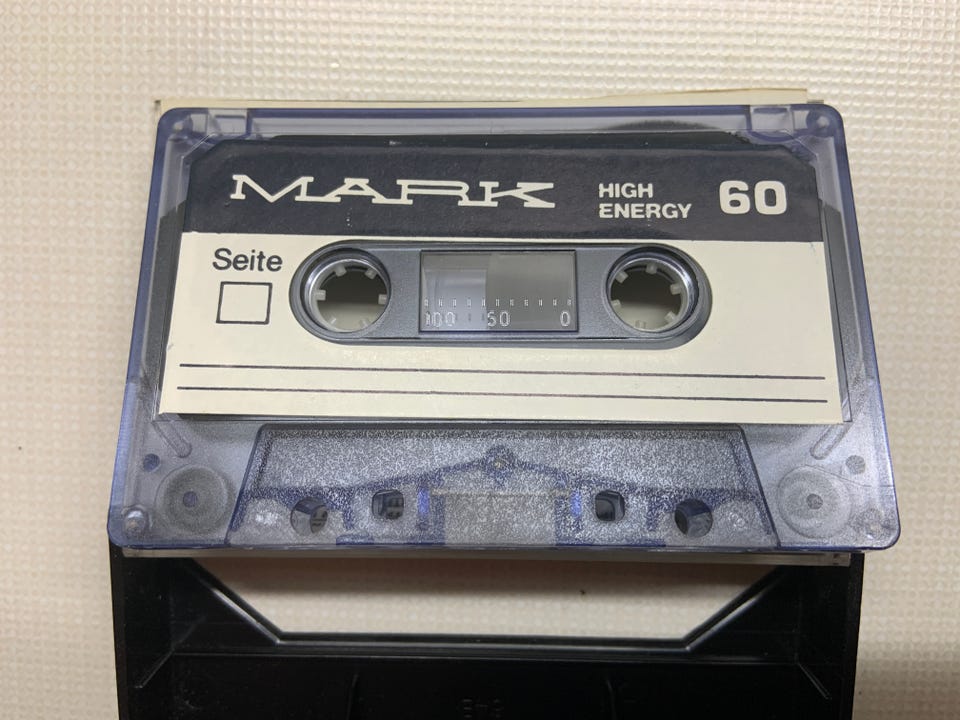 MARK
HIGH
ENERGY
60
Seite
100 50 0